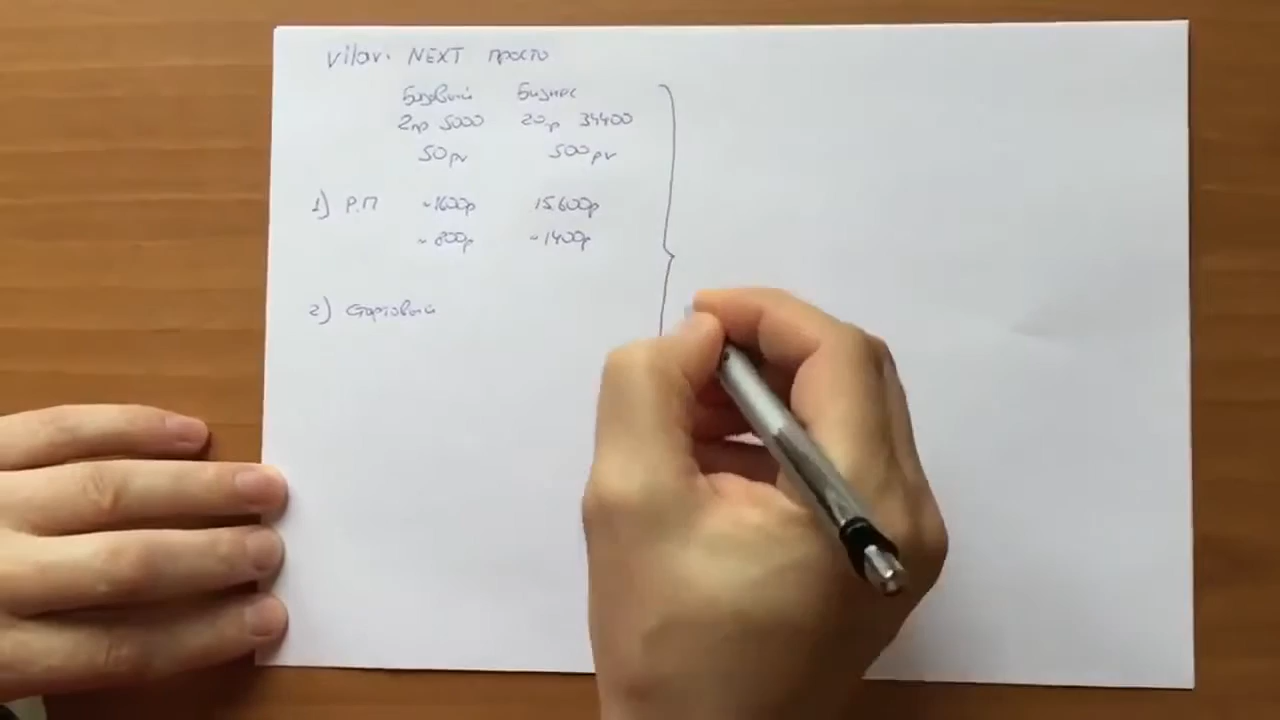 Vilavi NEXT просто
Базовый Бизнес
2пр 5000 20пр 34400
50pv 500pv
1) Р.П ~1600р 15.600р
~800р ~1400р
2) Стартовый